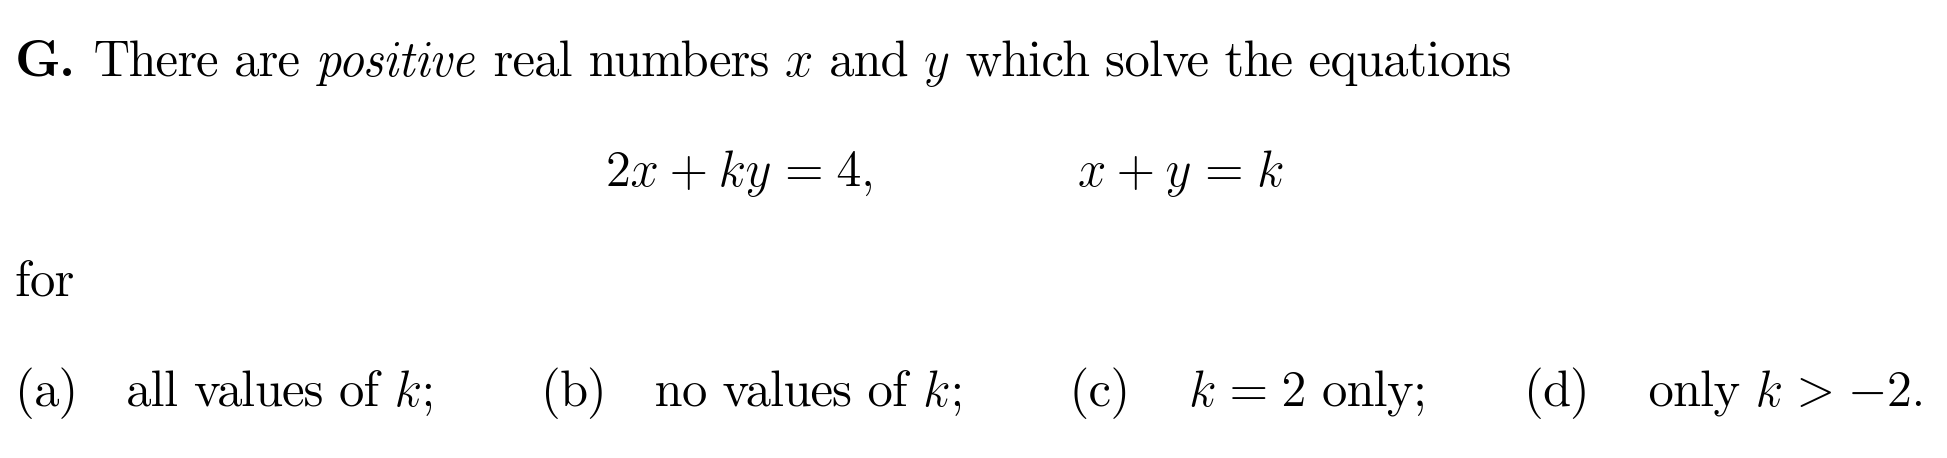 G. There are positive real numbers x and y which solve the equations
2x + ky = 4, x + y = k
for
(a) all values of k; (b) no values of k; (c) k = 2 only; (d) only k > −2.